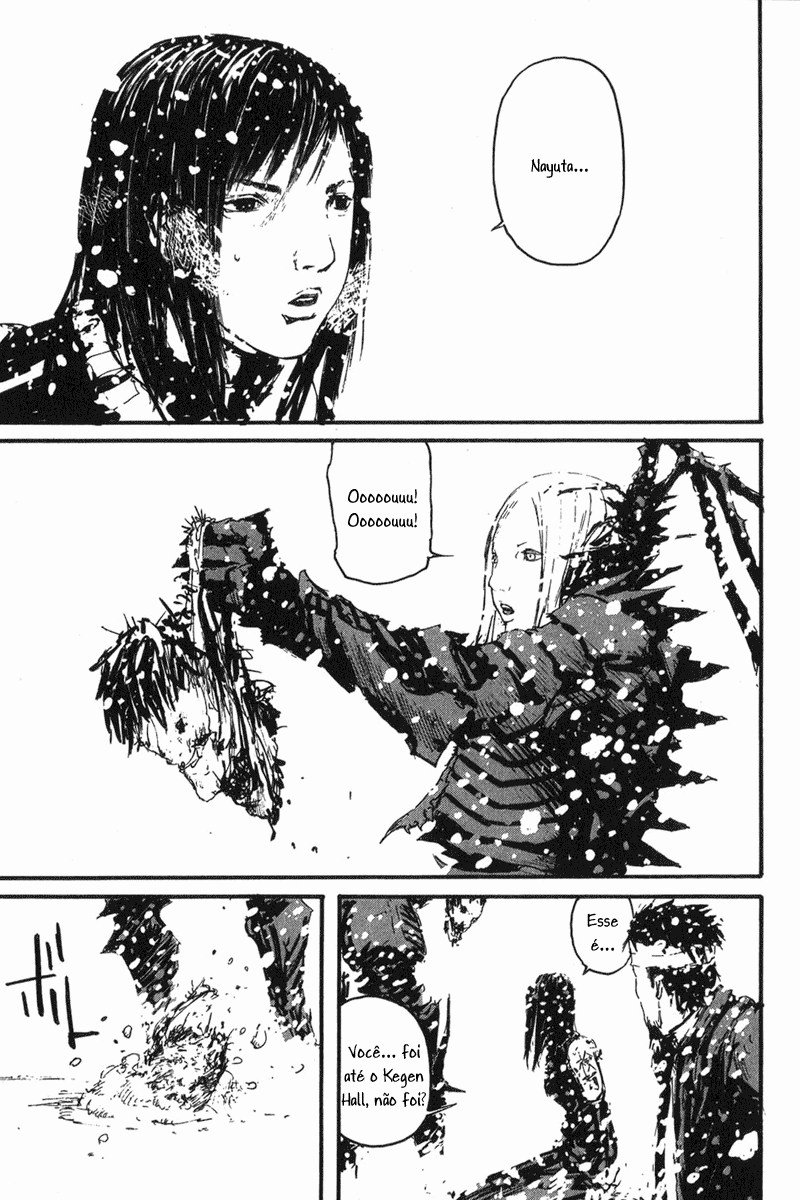 Nayuta...
Ooooouuu!
Ooooouuu!
Esse
é...
Você... foi
até o Kegen
Hall, não foi?